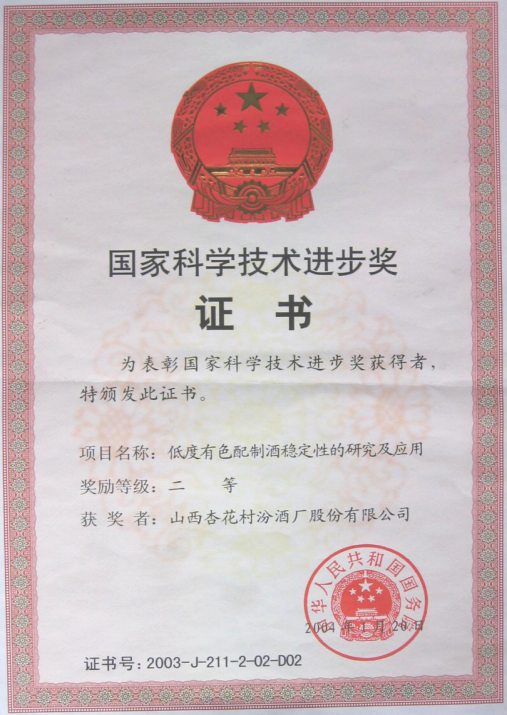 国家科学技术进步奖
证 书
为表彰国家科学技术进步奖获得者，
特颁发此证书。
项目名称：低度有色配制酒稳定性的研究及应用
奖励等级：二 等
获 奖 者：山西杏花村汾酒厂股份有限公司
中华人民共和国国务院
2004 年 1 月 20 日
证书号：2003-J-211-2-02-D02